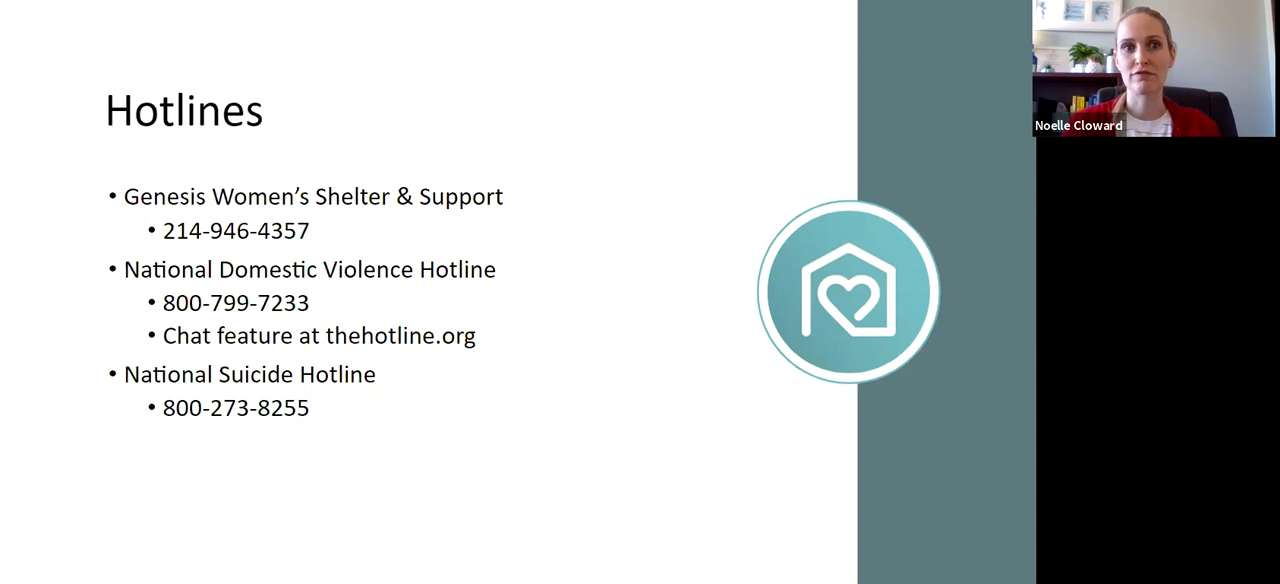 Hotlines
• Genesis Women’s Shelter & Support
• 214-946-4357
• National Domestic Violence Hotline
• 800-799-7233
• Chat feature at thehotline.org
• National Suicide Hotline
• 800-273-8255
Noelle Cloward